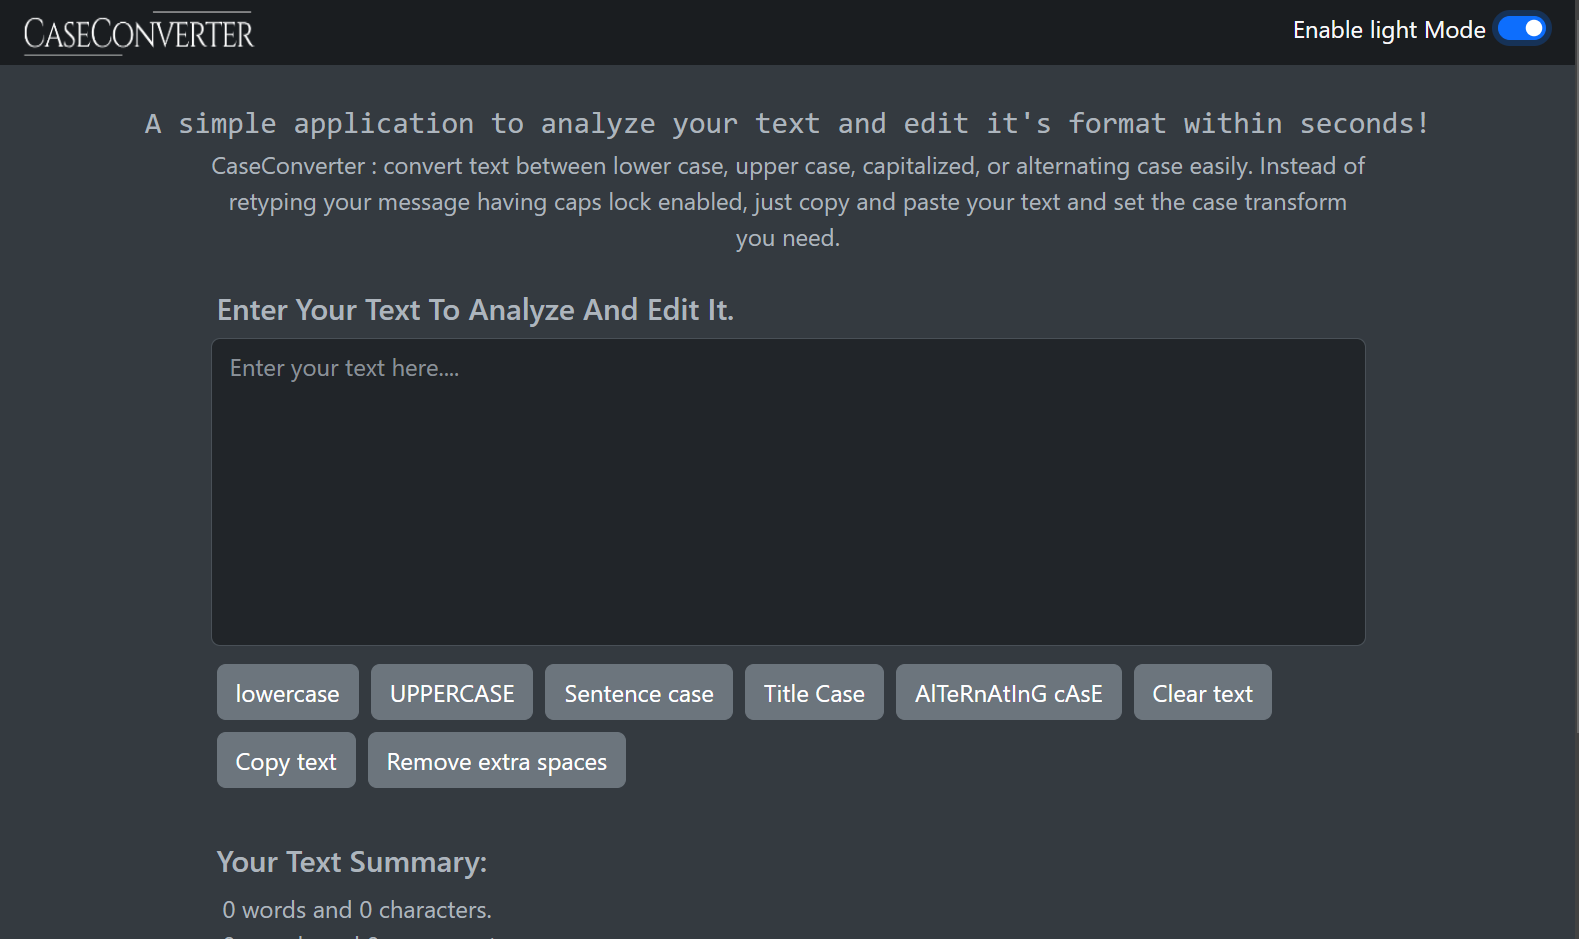 CaseConverter
Enable light Mode
A simple application to analyze your text and edit it's format within seconds!
CaseConverter : convert text between lower case, upper case, capitalized, or alternating case easily. Instead of
retyping your message having caps lock enabled, just copy and paste your text and set the case transform
you need.
Enter Your Text To Analyze And Edit It.
Enter your text here....
lowercase
UPPERCASE
Sentence case
Title Case
AlTeRnAtInG cAsE
Clear text
Copy text
Remove extra spaces
Your Text Summary:
0 words and 0 characters.